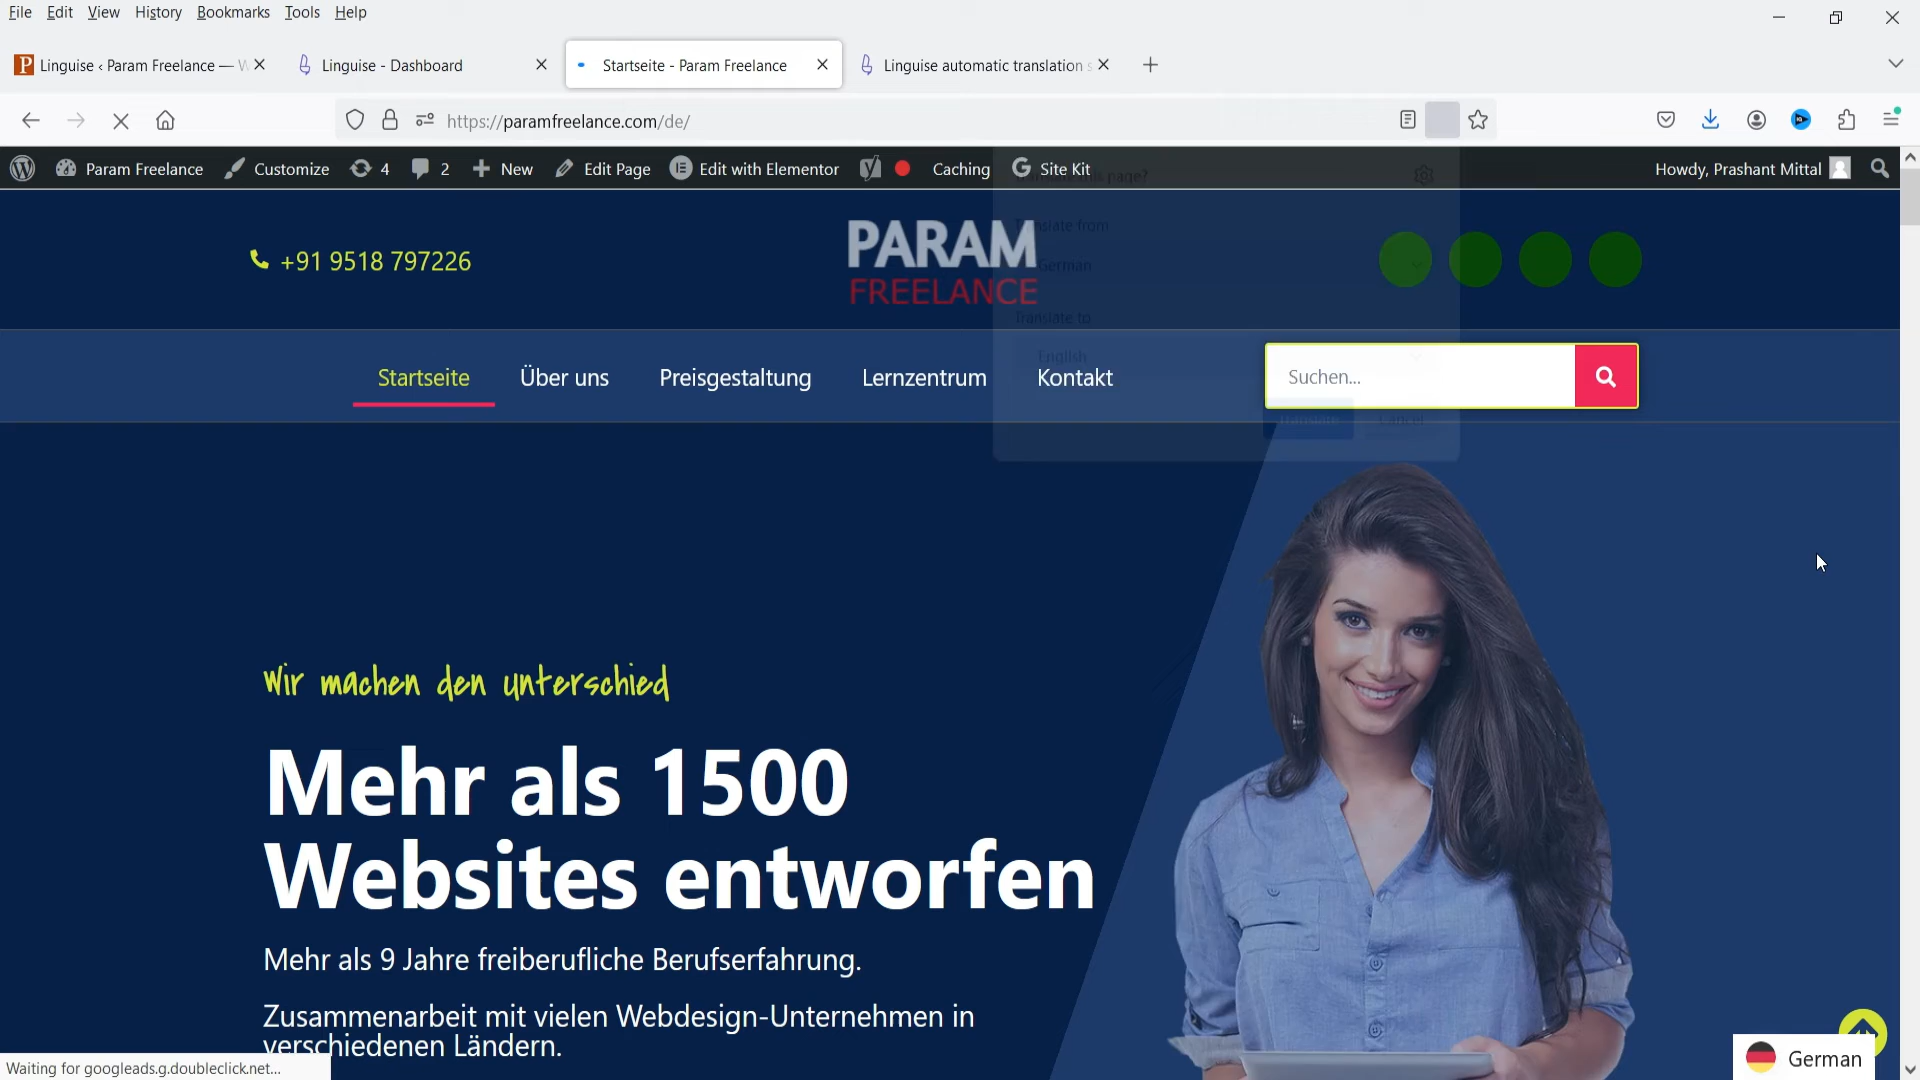 File Edit View History Bookmarks Tools Help
Linguise ‹ Param Freelance — W
Linguise - Dashboard
Startseite - Param Freelance
Linguise automatic translation s
https://paramfreelance.com/de/
Param Freelance Customize 4 2 New Edit Page Edit with Elementor Caching Site Kit
Howdy, Prashant Mittal
this page?
Translate from
German
Translate to
English
Cancel
+91 9518 797226
PARAM
FREELANCE
Startseite Über uns Preisgestaltung Lernzentrum Kontakt
Suchen...
Wir machen den unterschied
Mehr als 1500
Websites entworfen
Mehr als 9 Jahre freiberufliche Berufserfahrung.
Zusammenarbeit mit vielen Webdesign-Unternehmen in
verschiedenen Ländern.
Waiting for googleads.g.doubleclick.net...
German